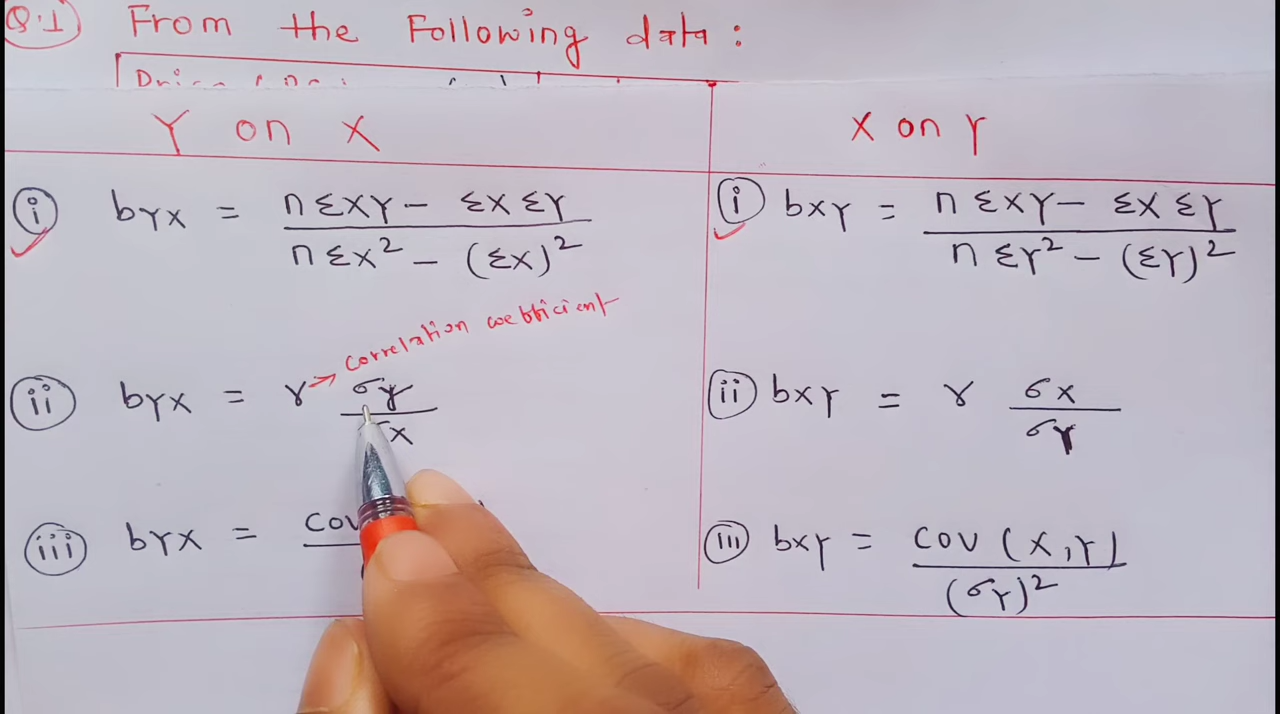 Q.1 From the Following data :
Y on X
X on Y
i bYX = nΣXY - ΣXΣY
nΣX² - (ΣX)²
i bXY = nΣXY - ΣXΣY
nΣY² - (ΣY)²
correlation coefficient
ii bYX = r → σY
σX
ii bXY = r σX
σY
iii bYX = COV
iii bXY = COV (X,Y)
(σY)²